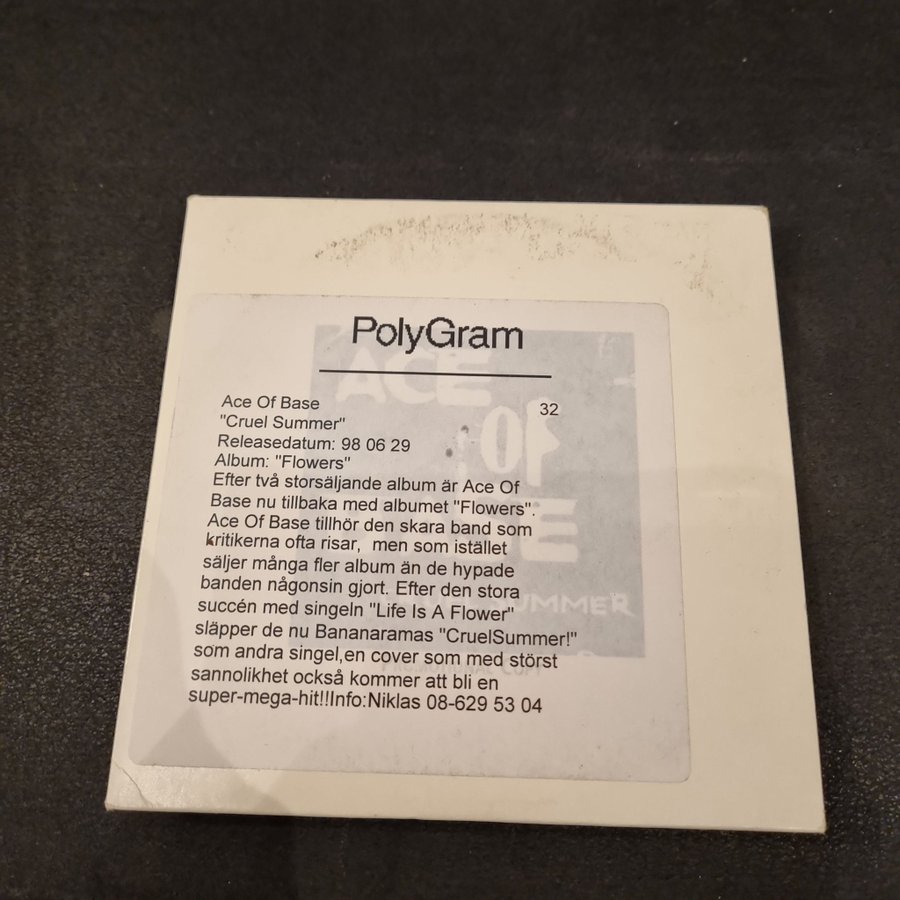 PolyGram
Ace Of Base 32
"Cruel Summer"
Releasedatum: 98 06 29
Album: "Flowers"
Efter två storsäljande album är Ace Of
Base nu tillbaka med albumet "Flowers".
Ace Of Base tillhör den skara band som
kritikerna ofta risar, men som istället
säljer många fler album än de hypade
banden någonsin gjort. Efter den stora
succén med singeln "Life Is A Flower"
släpper de nu Bananaramas "CruelSummer!"
som andra singel,en cover som med störst
sannolikhet också kommer att bli en
super-mega-hit!!Info:Niklas 08-629 53 04
ACE
OF
SUMMER